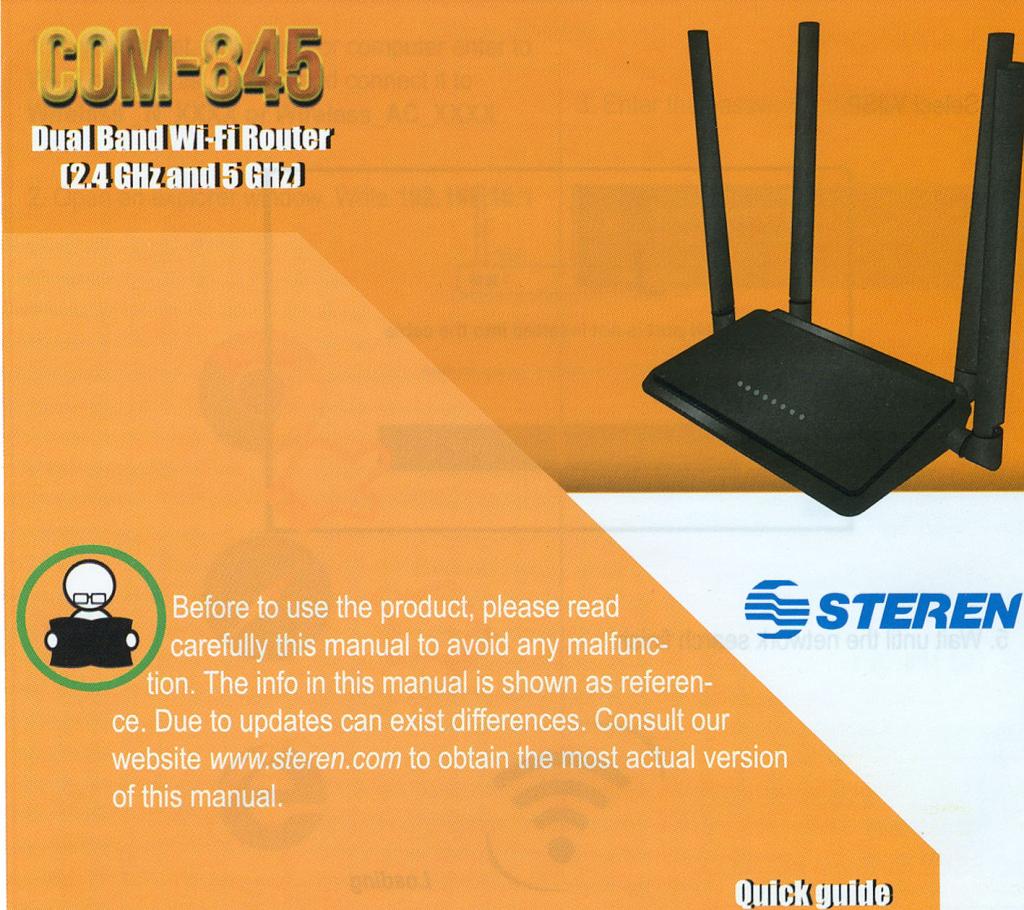 COM-845
Dual Band Wi-Fi Router
(2.4 GHz and 5 GHz)
Before to use the product, please read
carefully this manual to avoid any malfunc-
tion. The info in this manual is shown as referen-
ce. Due to updates can exist differences. Consult our
website www.steren.com to obtain the most actual version
of this manual.
STEREN
Quick guide